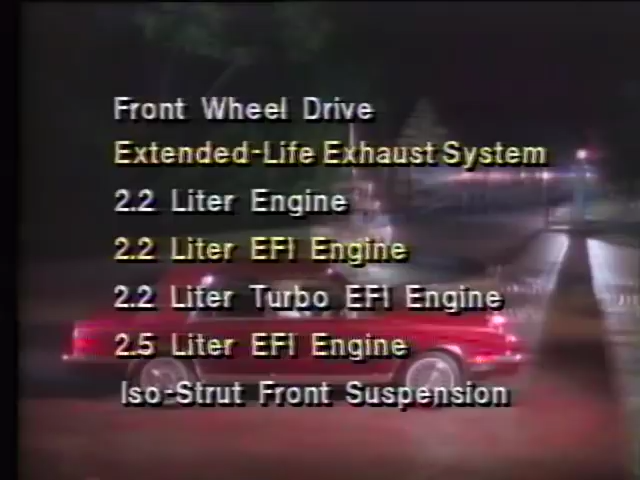 Front Wheel Drive
Extended-Life Exhaust System
2.2 Liter Engine
2.2 Liter EFI Engine
2.2 Liter Turbo EFI Engine
2.5 Liter EFI Engine
Iso-Strut Front Suspension